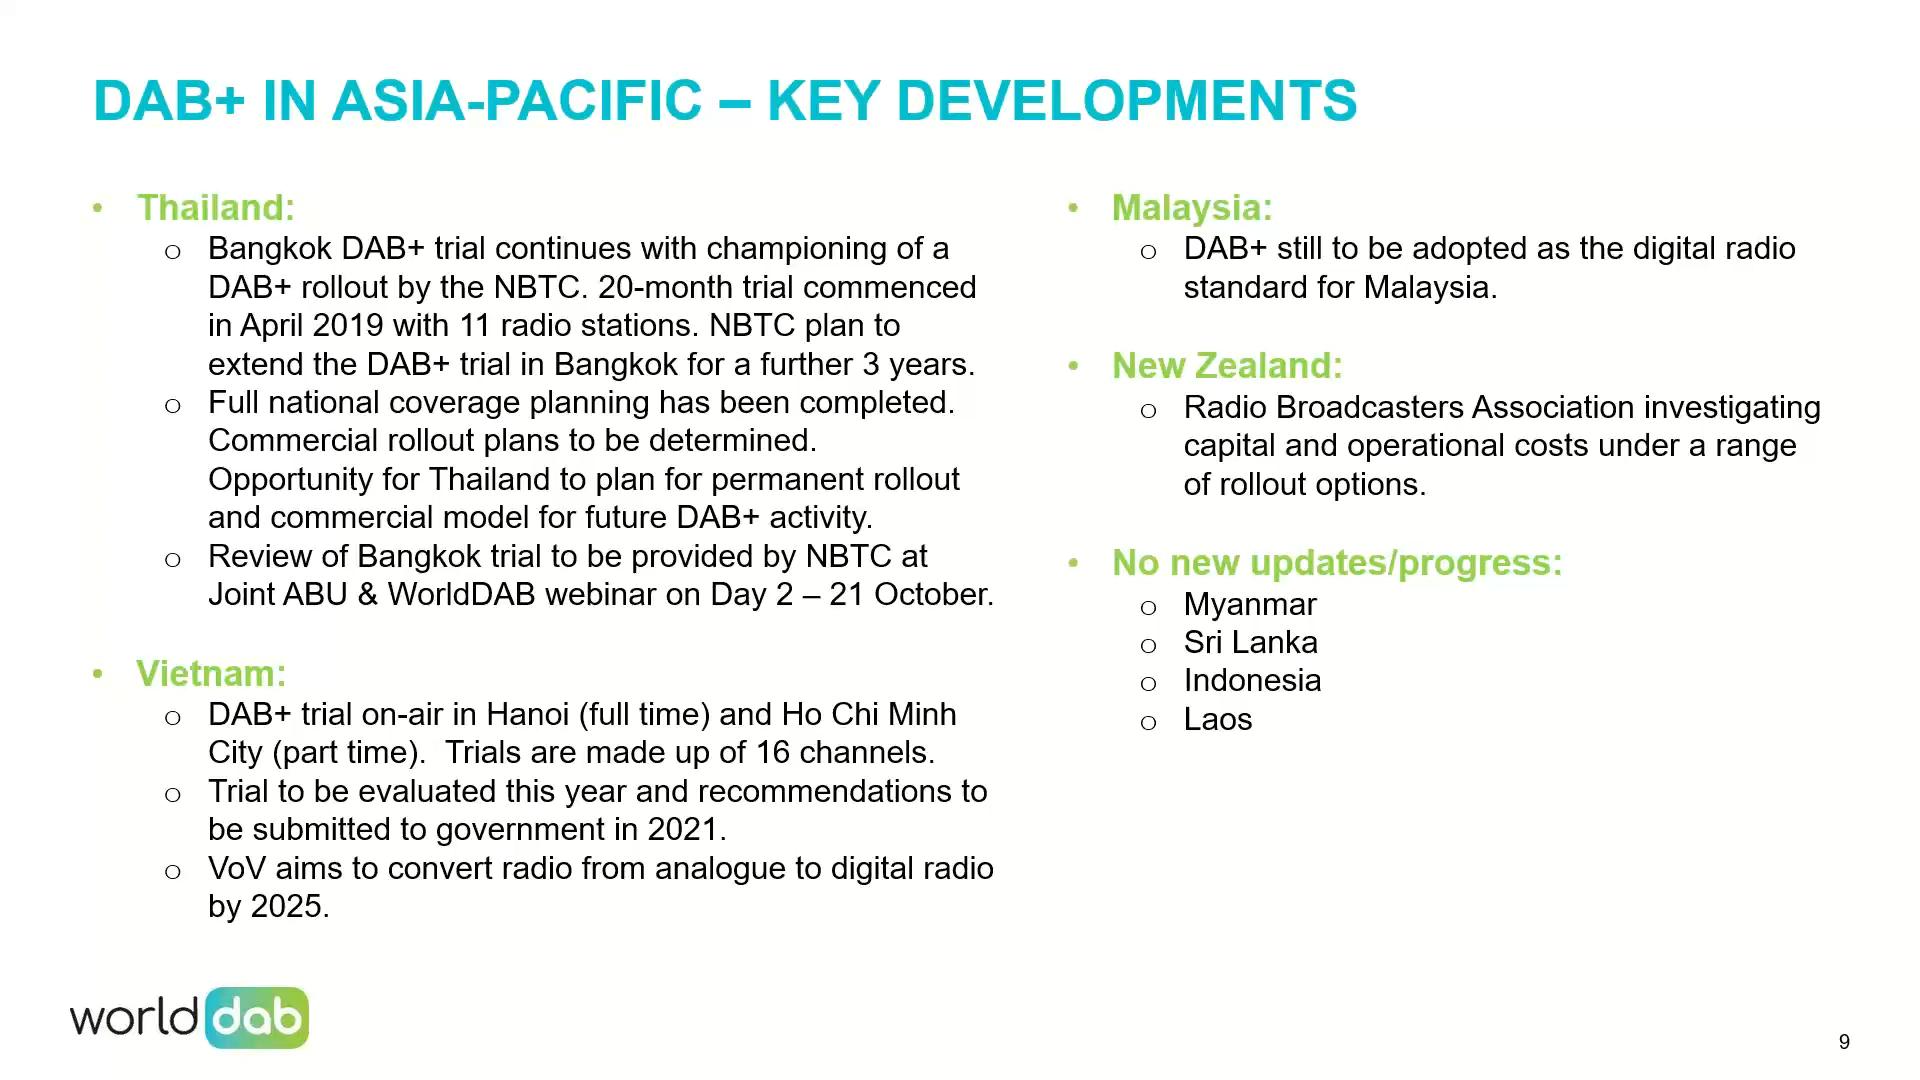 DAB+ IN ASIA-PACIFIC – KEY DEVELOPMENTS
• Thailand:
o Bangkok DAB+ trial continues with championing of a
DAB+ rollout by the NBTC. 20-month trial commenced
in April 2019 with 11 radio stations. NBTC plan to
extend the DAB+ trial in Bangkok for a further 3 years.
o Full national coverage planning has been completed.
Commercial rollout plans to be determined.
Opportunity for Thailand to plan for permanent rollout
and commercial model for future DAB+ activity.
o Review of Bangkok trial to be provided by NBTC at
Joint ABU & WorldDAB webinar on Day 2 – 21 October.
• Vietnam:
o DAB+ trial on-air in Hanoi (full time) and Ho Chi Minh
City (part time).  Trials are made up of 16 channels.
o Trial to be evaluated this year and recommendations to
be submitted to government in 2021.
o VoV aims to convert radio from analogue to digital radio
by 2025.
• Malaysia:
o DAB+ still to be adopted as the digital radio
standard for Malaysia.
• New Zealand:
o Radio Broadcasters Association investigating
capital and operational costs under a range
of rollout options.
• No new updates/progress:
o Myanmar
o Sri Lanka
o Indonesia
o Laos
world dab
9